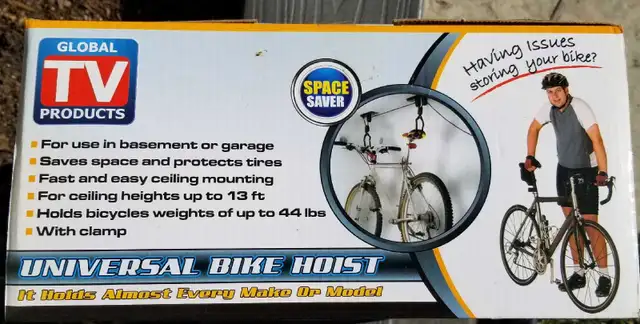 GLOBAL
TV
PRODUCTS
SPACE
SAVER
Having Issues
storing your bike?
For use in basement or garage
Saves space and protects tires
Fast and easy ceiling mounting
For ceiling heights up to 13 ft
Holds bicycles weights of up to 44 lbs
With clamp
UNIVERSAL BIKE HOIST
It Holds Almost Every Make Or Model